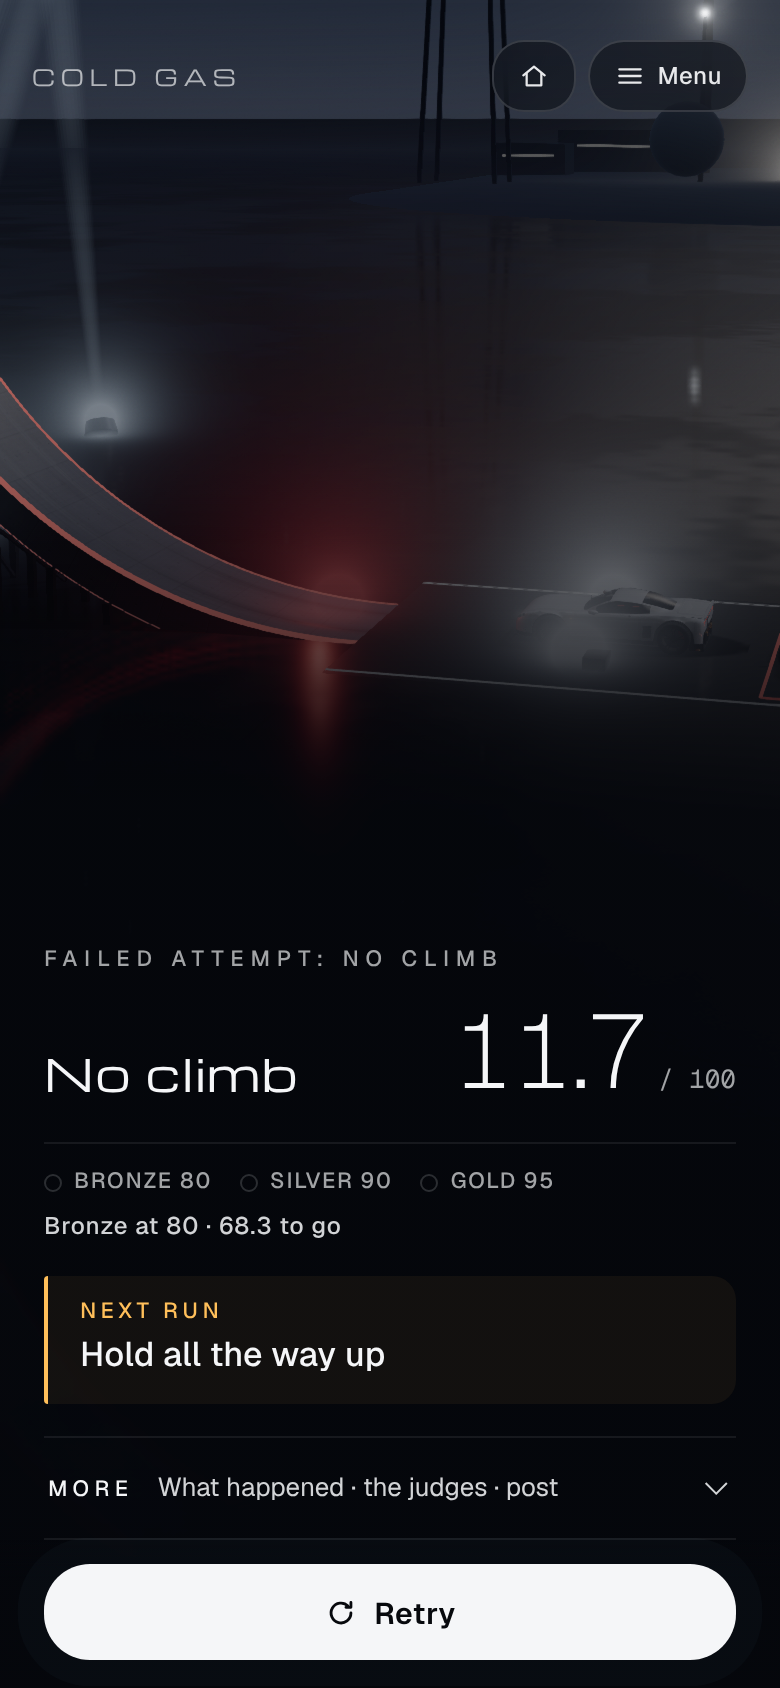 COLD GAS
Menu
FAILED ATTEMPT: NO CLIMB
No climb
11.7 / 100
BRONZE 80
SILVER 90
GOLD 95
Bronze at 80 · 68.3 to go
NEXT RUN
Hold all the way up
MORE What happened · the judges · post
Retry